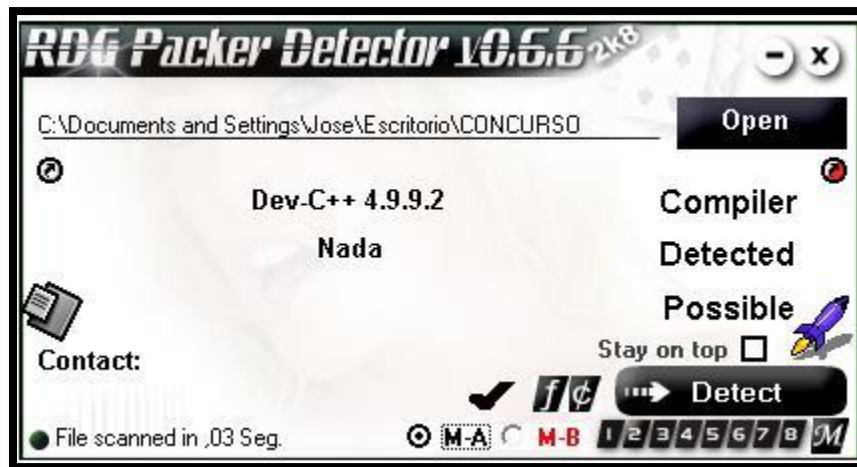 RDG Packer Detector v0.6.6 2k8
- x
C:\Documents and Settings\Jose\Escritorio\CONCURSO
Open
Dev-C++ 4.9.9.2
Compiler
Nada
Detected
Possible
Stay on top
Contact:
Detect
File scanned in ,03 Seg.
M-A
M-B
1 2 3 4 5 6 7 8 M